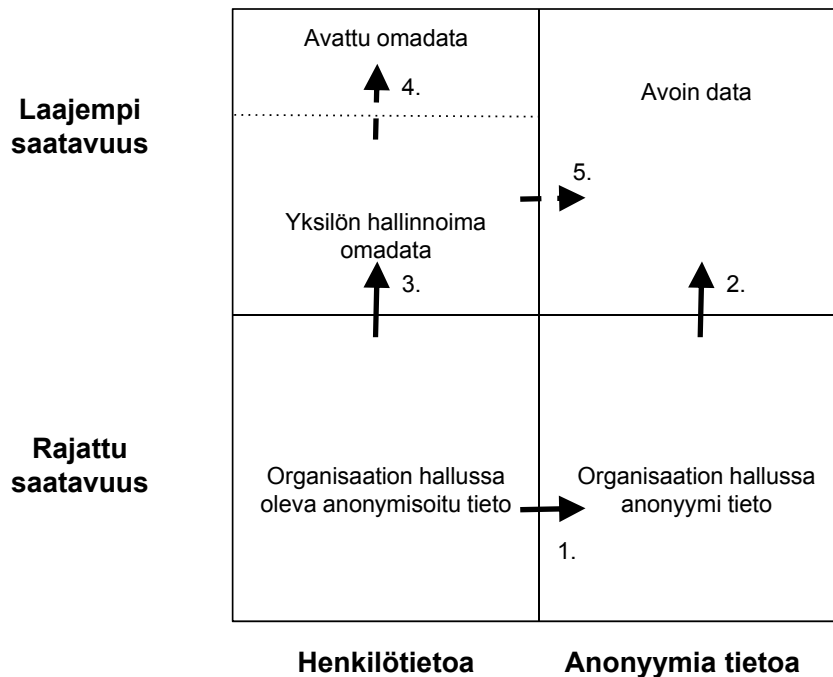 Avattu omadata
4.
Laajempi
saatavuus
Avoin data
5.
Yksilön hallinnoima
omadata
3.
2.
Rajattu
saatavuus
Organisaation hallussa
oleva anonymisoitu tieto
Organisaation hallussa
anonyymi tieto
1.
Henkilötietoa
Anonyymia tietoa